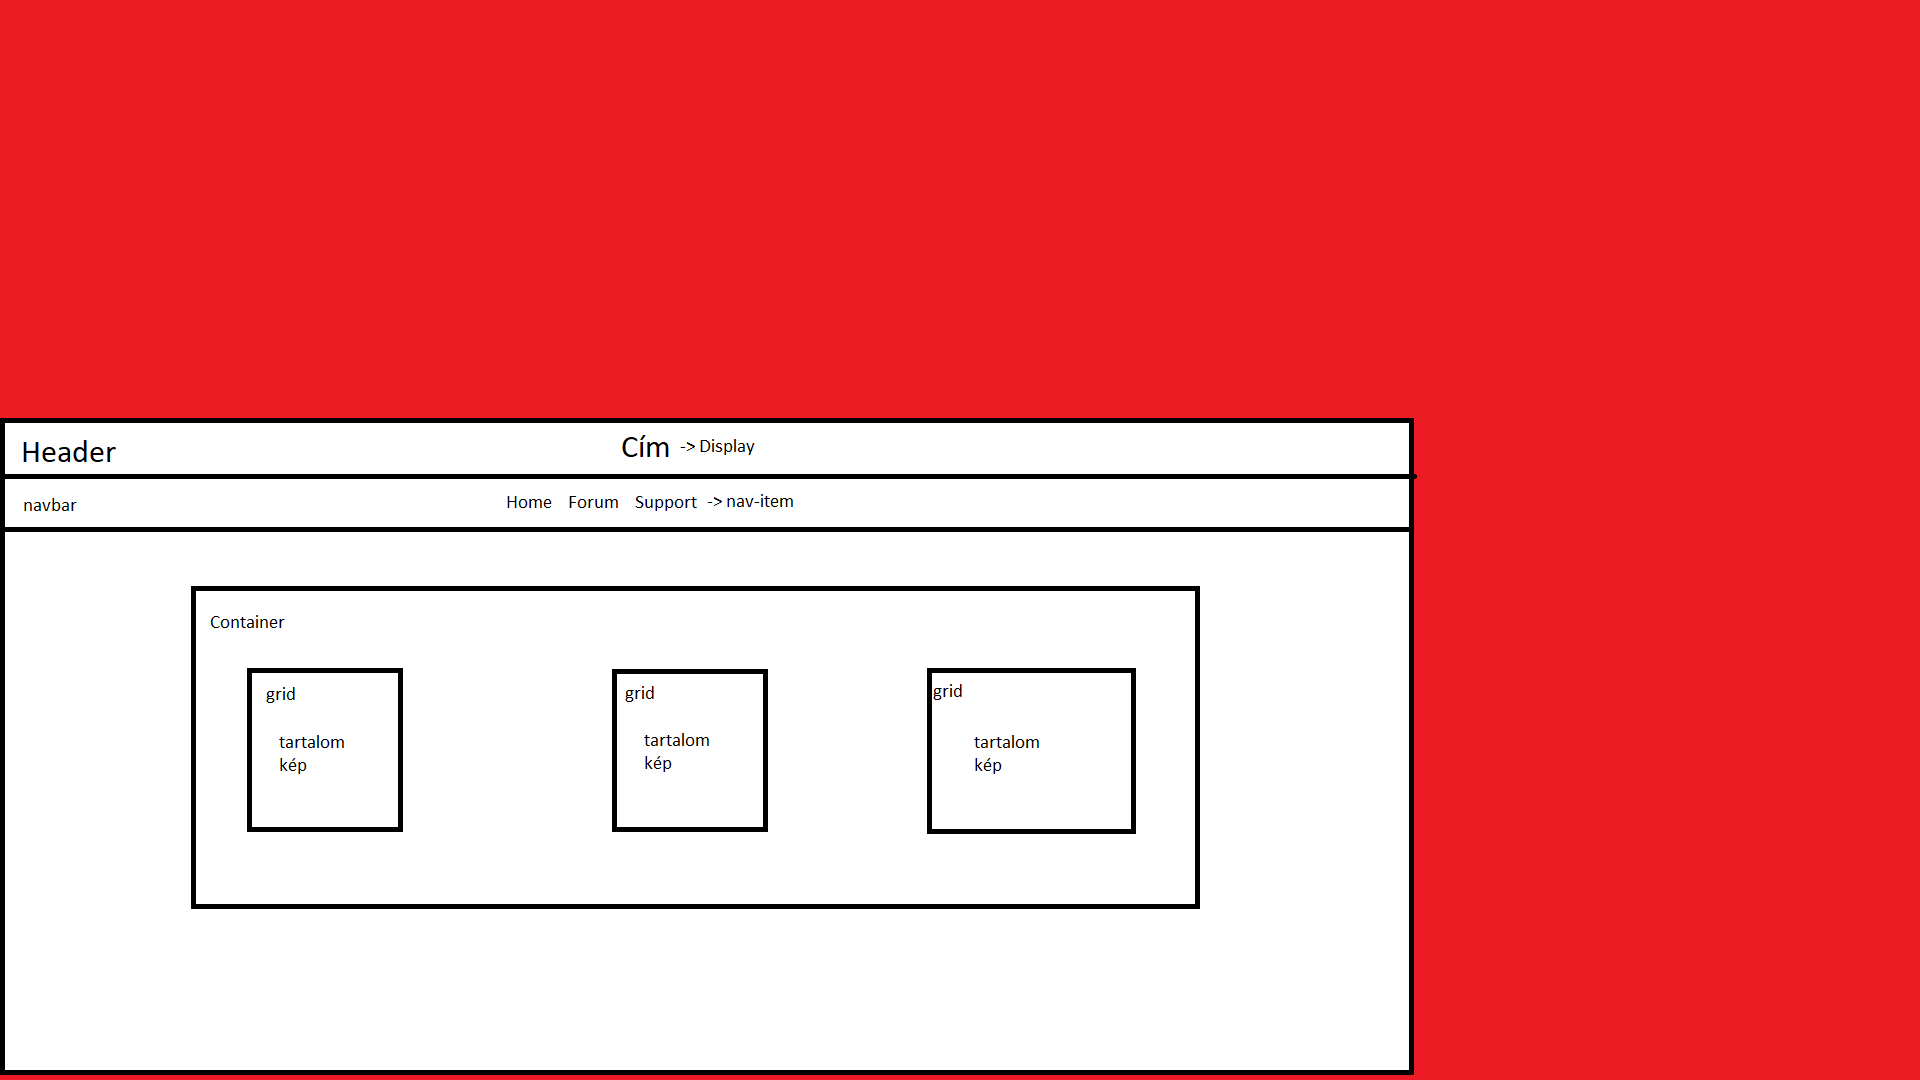 Header
Cím -> Display
navbar
Home Forum Support -> nav-item
Container
grid
tartalom
kép
grid
tartalom
kép
grid
tartalom
kép